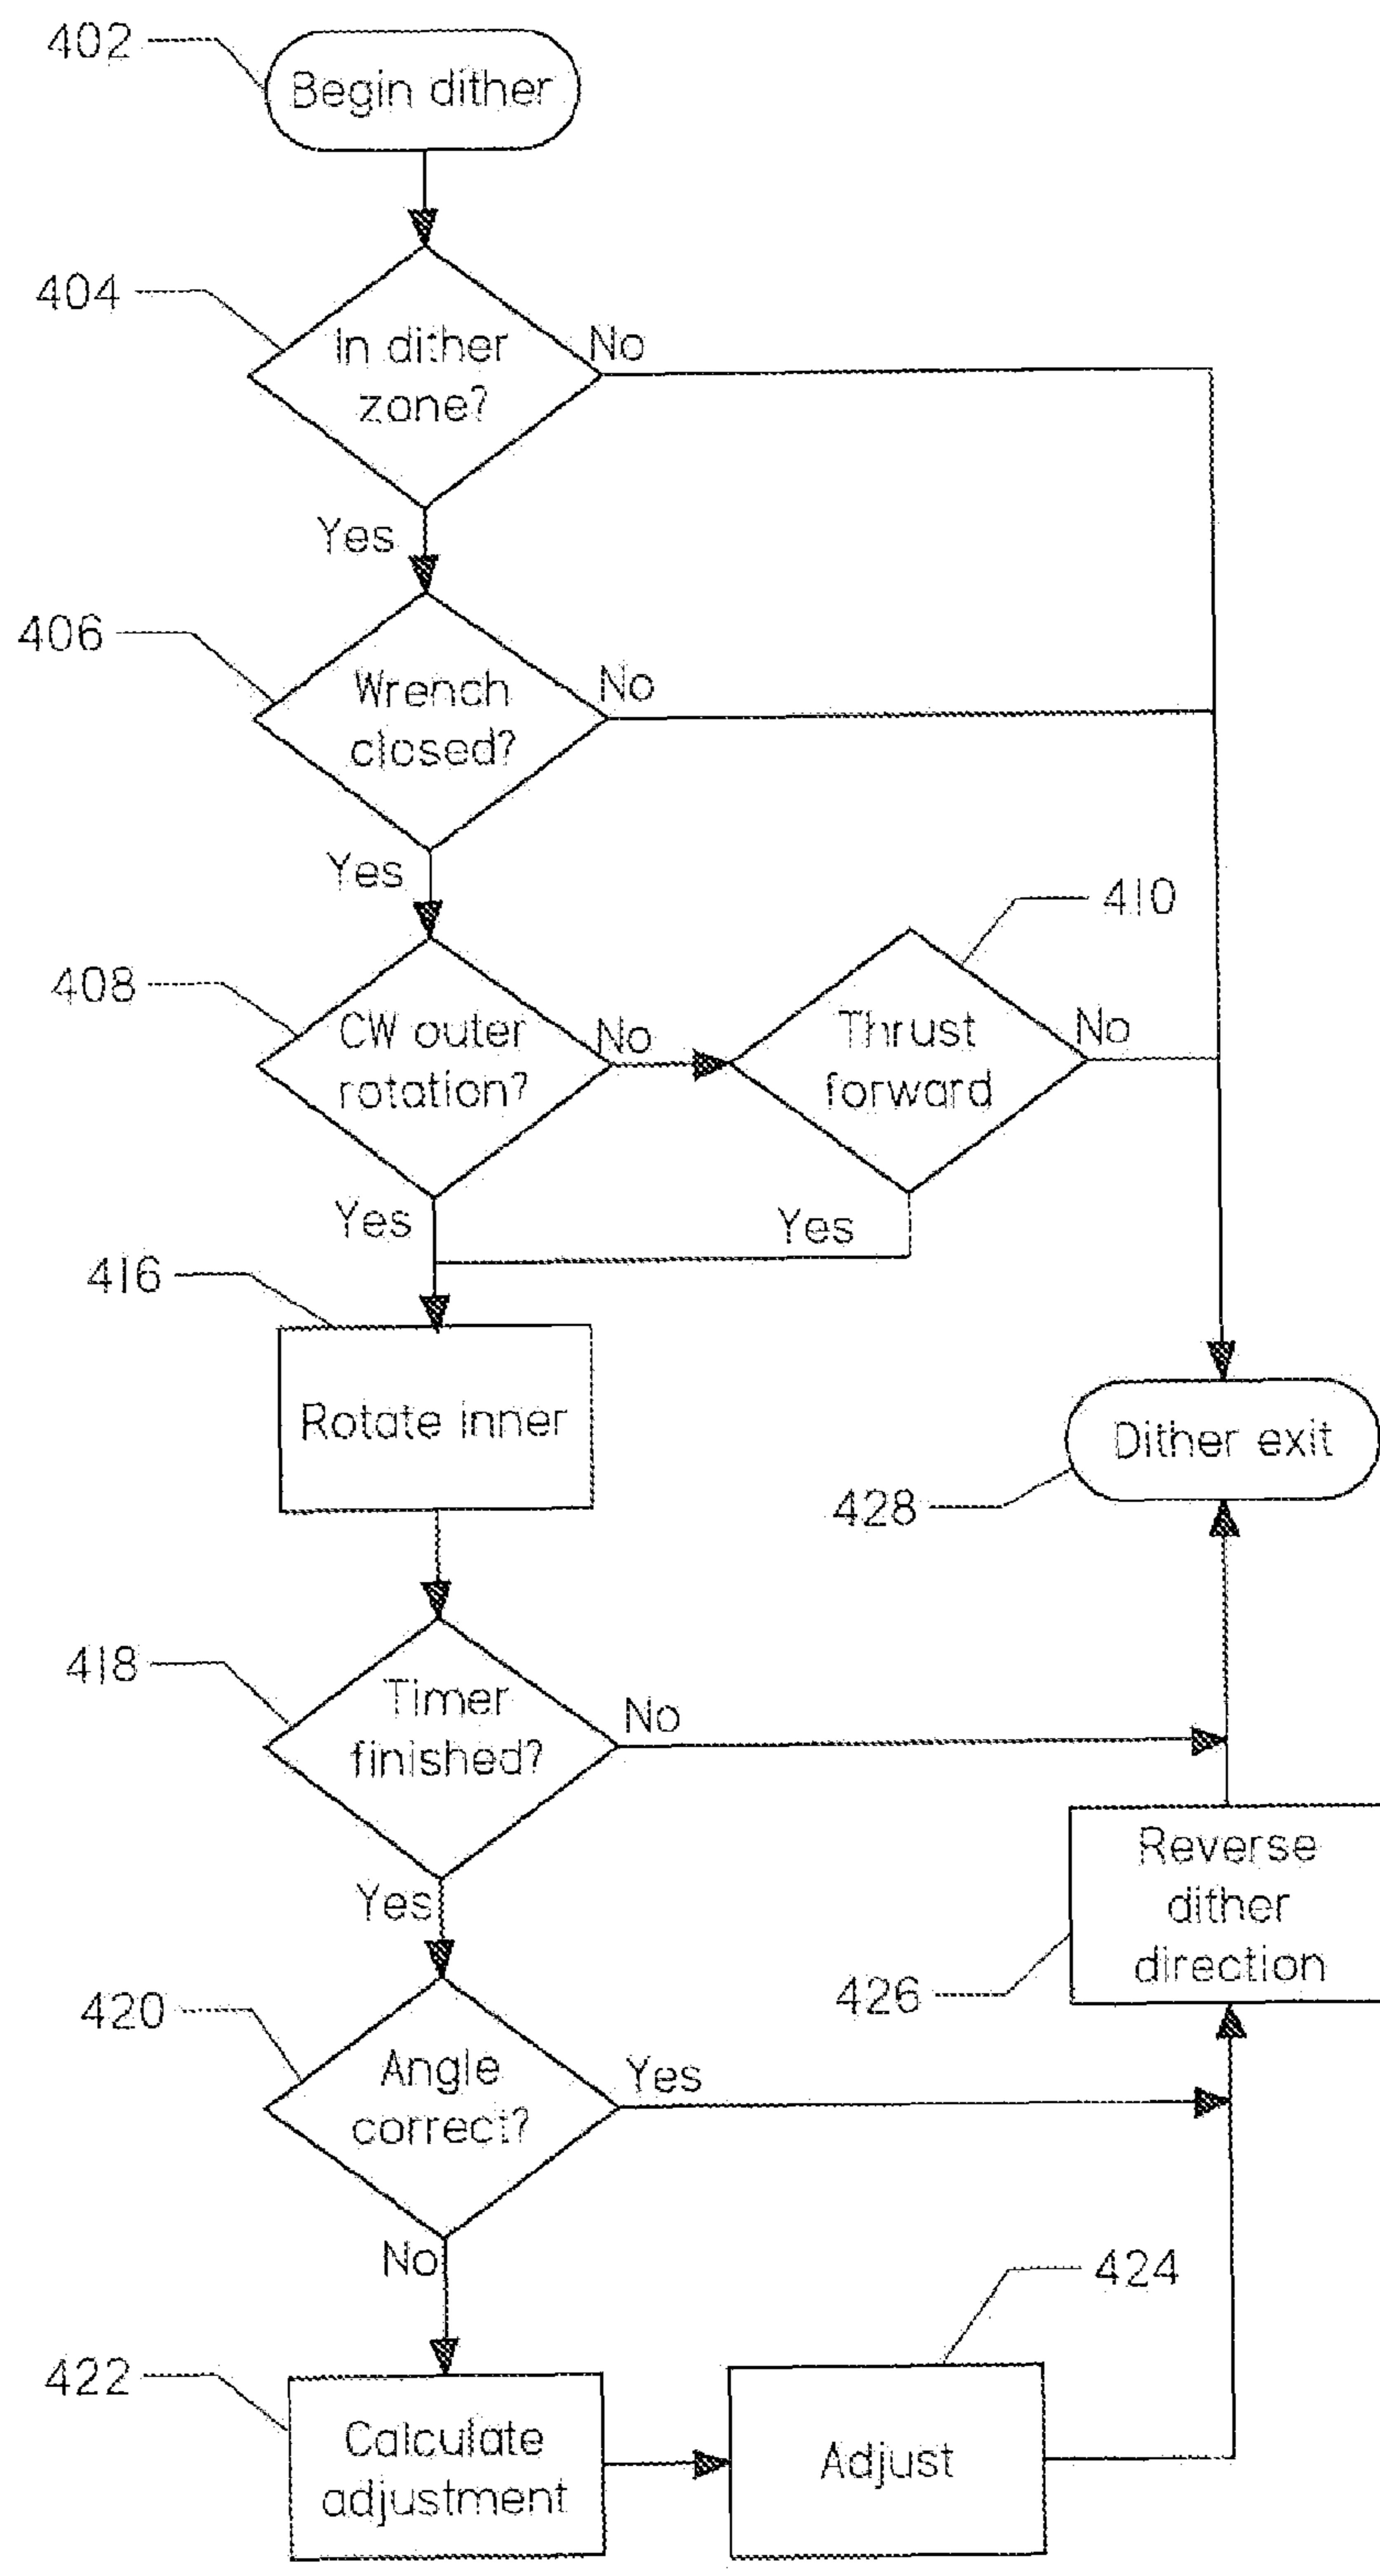 402
Begin dither
404
In dither
zone?
No
Yes
406
Wrench
closed?
No
Yes
410
408
CW outer
rotation?
No
Thrust
forward
No
Yes
Yes
416
Rotate inner
Dither exit
428
418
Timer
finished?
No
Yes
Reverse
dither
direction
426
420
Angle
correct?
Yes
No
424
422
Calculate
adjustment
Adjust